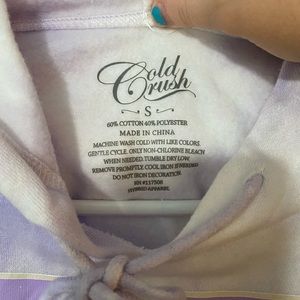 Cold
Crush
S
60% COTTON 40% POLYESTER
MADE IN CHINA
MACHINE WASH COLD WITH LIKE COLORS.
GENTLE CYCLE. ONLY NON-CHLORINE BLEACH
WHEN NEEDED. TUMBLE DRY LOW.
REMOVE PROMPTLY. COOL IRON IF NEEDED.
DO NOT IRON DECORATION.
RN #117508
HYBRID APPAREL